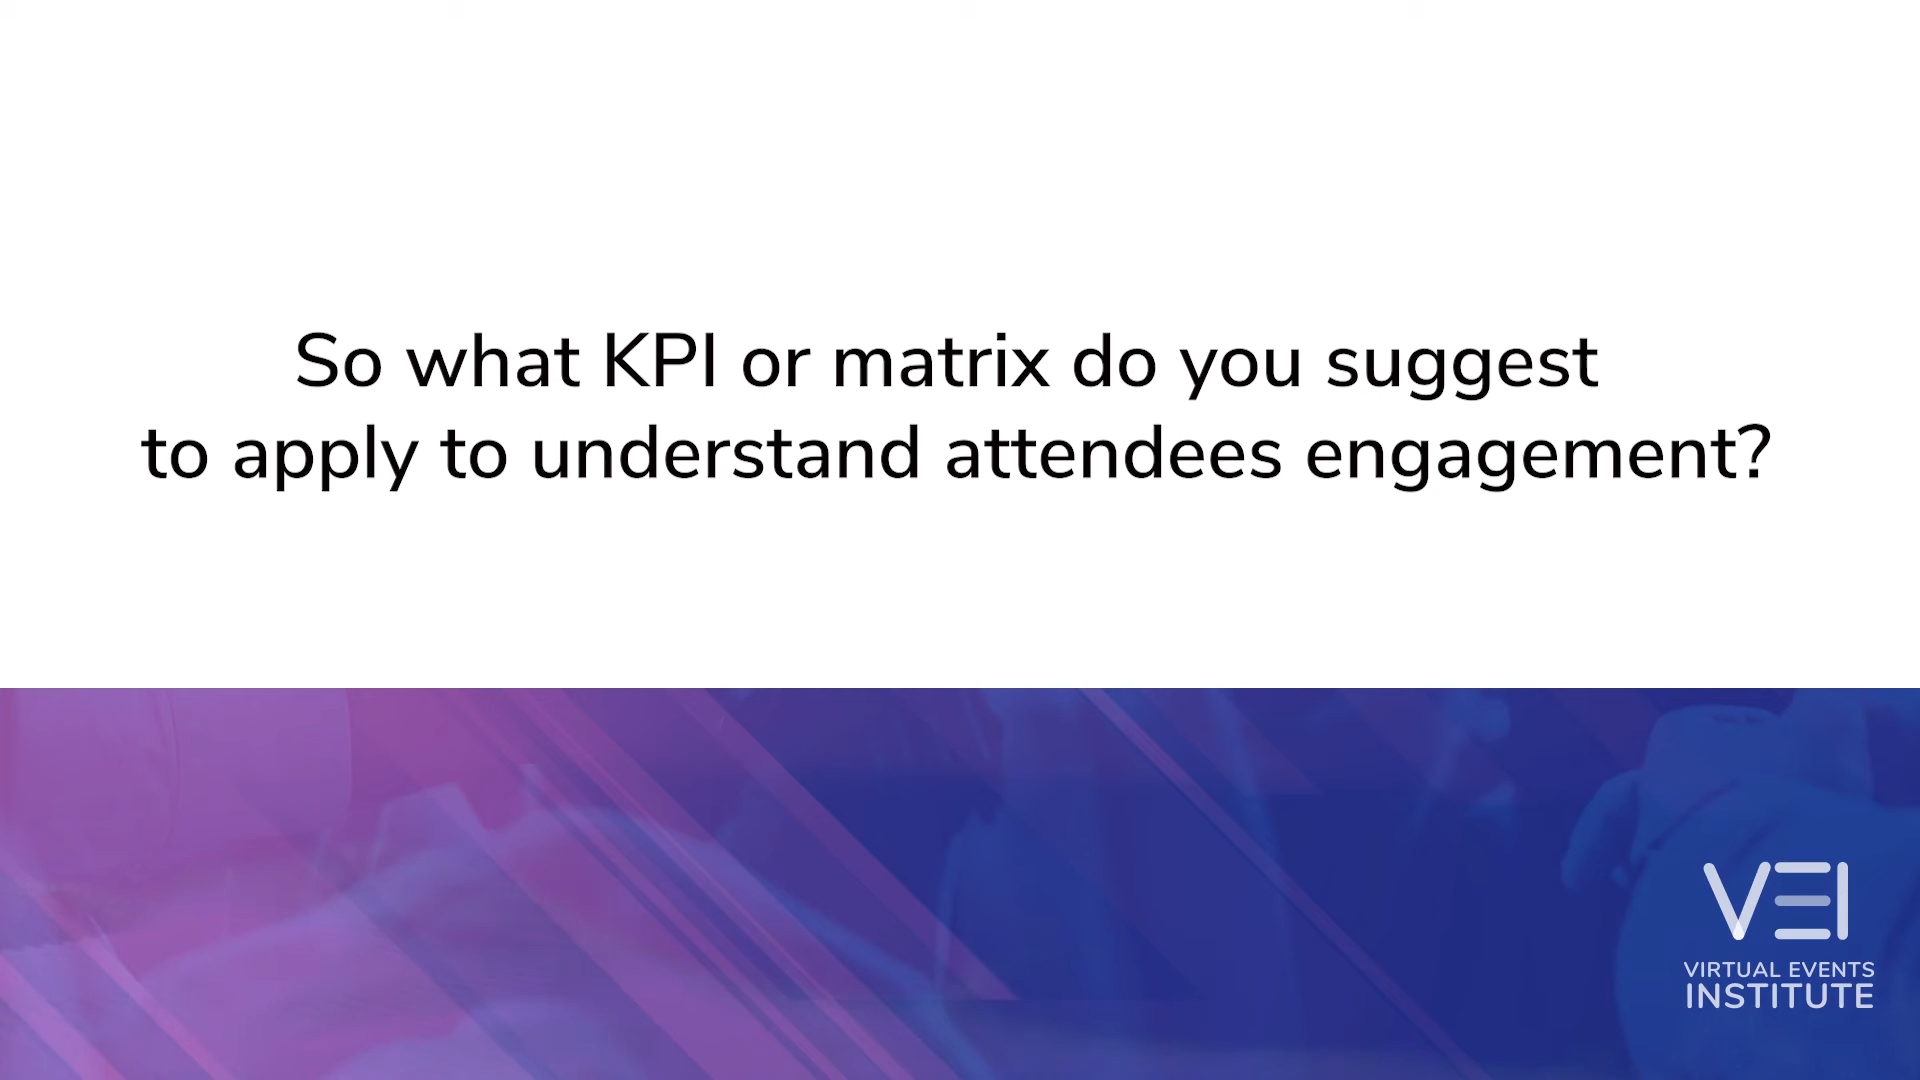 So what KPI or matrix do you suggest
to apply to understand attendees engagement?
VEI
VIRTUAL EVENTS
INSTITUTE